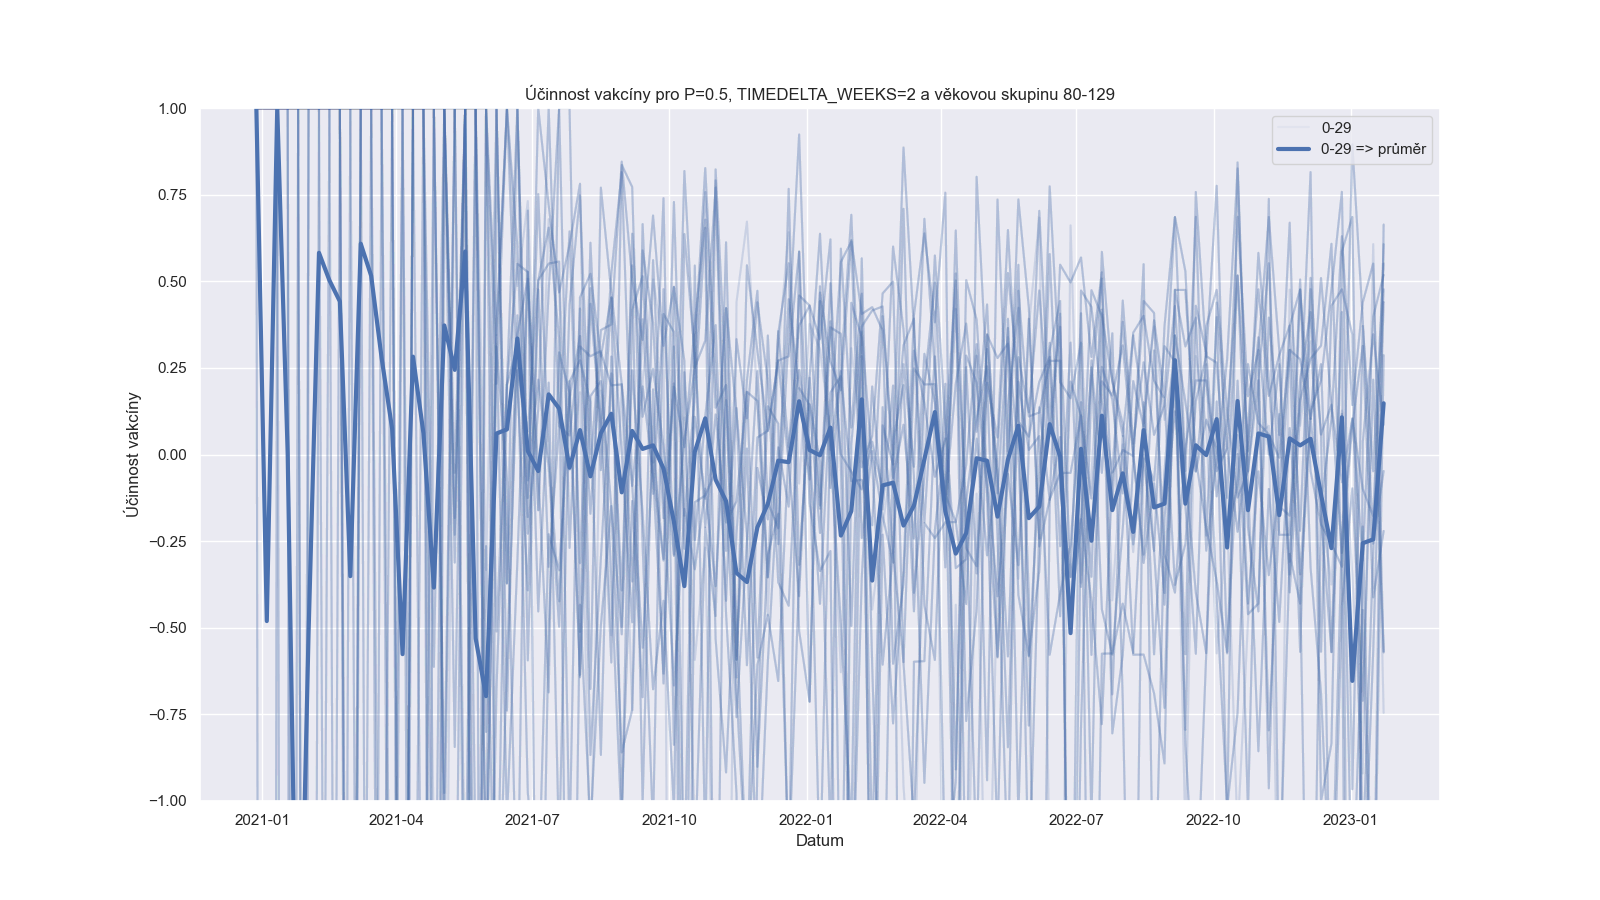 Účinnost vakcíny pro P=0.5, TIMEDELTA_WEEKS=2 a věkovou skupinu 80-129
0-29
0-29 => průměr
Účinnost vakcíny
1.00
0.75
0.50
0.25
0.00
−0.25
−0.50
−0.75
−1.00
2021-01 2021-04 2021-07 2021-10 2022-01 2022-04 2022-07 2022-10 2023-01
Datum